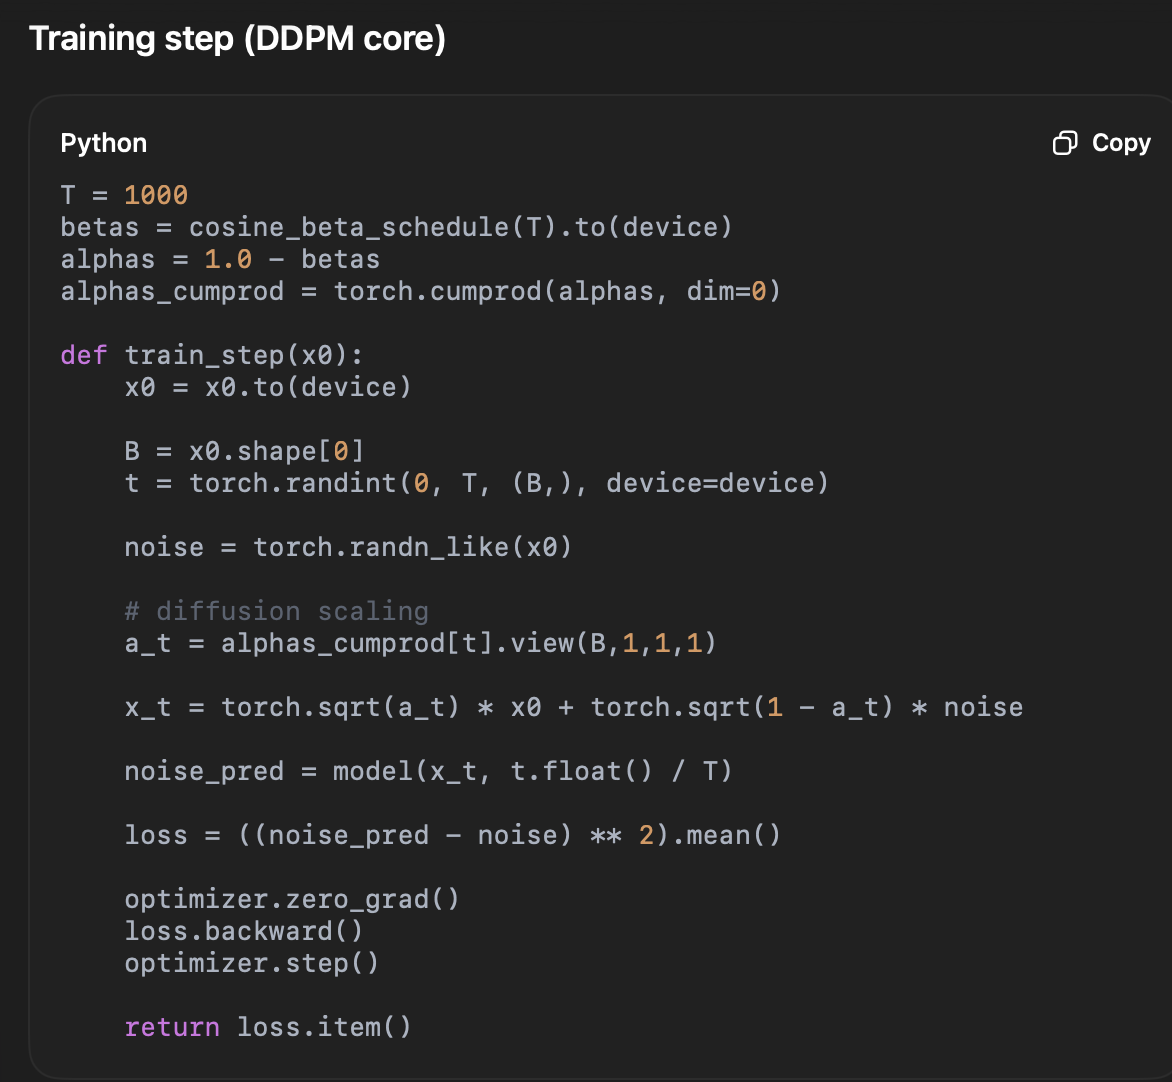 Training step (DDPM core)
Python
Copy
T = 1000
betas = cosine_beta_schedule(T).to(device)
alphas = 1.0 - betas
alphas_cumprod = torch.cumprod(alphas, dim=0)
def train_step(x0):
    x0 = x0.to(device)
    B = x0.shape[0]
    t = torch.randint(0, T, (B,), device=device)
    noise = torch.randn_like(x0)
    # diffusion scaling
    a_t = alphas_cumprod[t].view(B,1,1,1)
    x_t = torch.sqrt(a_t) * x0 + torch.sqrt(1 - a_t) * noise
    noise_pred = model(x_t, t.float() / T)
    loss = ((noise_pred - noise) ** 2).mean()
    optimizer.zero_grad()
    loss.backward()
    optimizer.step()
    return loss.item()